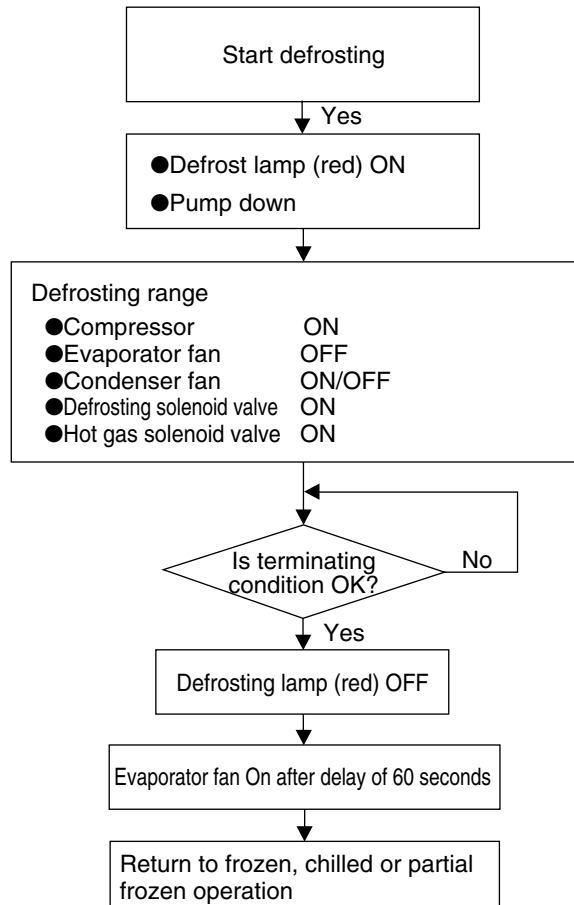 Start defrosting
Yes
●Defrost lamp (red) ON
●Pump down
Defrosting range
●Compressor ON
●Evaporator fan OFF
●Condenser fan ON/OFF
●Defrosting solenoid valve ON
●Hot gas solenoid valve ON
Is terminating
condition OK?
No
Yes
Defrosting lamp (red) OFF
Evaporator fan On after delay of 60 seconds
Return to frozen, chilled or partial
frozen operation